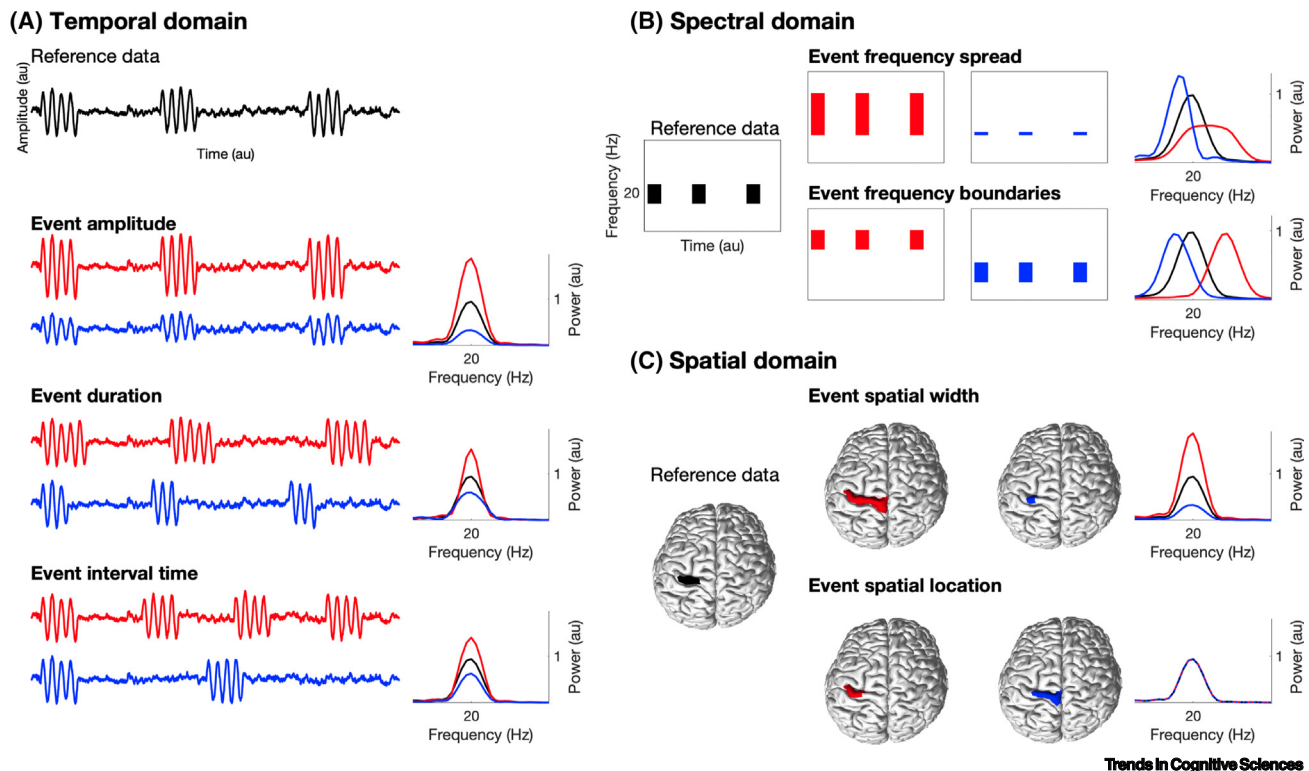 (A) Temporal domain
Reference data
Amplitude (au)
Time (au)
Event amplitude
1
Power (au)
20
Frequency (Hz)
Event duration
1
Power (au)
20
Frequency (Hz)
Event interval time
1
Power (au)
20
Frequency (Hz)
(B) Spectral domain
Reference data
Frequency (Hz)
20
Time (au)
Event frequency spread
1
Power (au)
20
Frequency (Hz)
Event frequency boundaries
1
Power (au)
20
Frequency (Hz)
(C) Spatial domain
Reference data
Event spatial width
1
Power (au)
20
Frequency (Hz)
Event spatial location
1
Power (au)
20
Frequency (Hz)
Trends in Cognitive Sciences